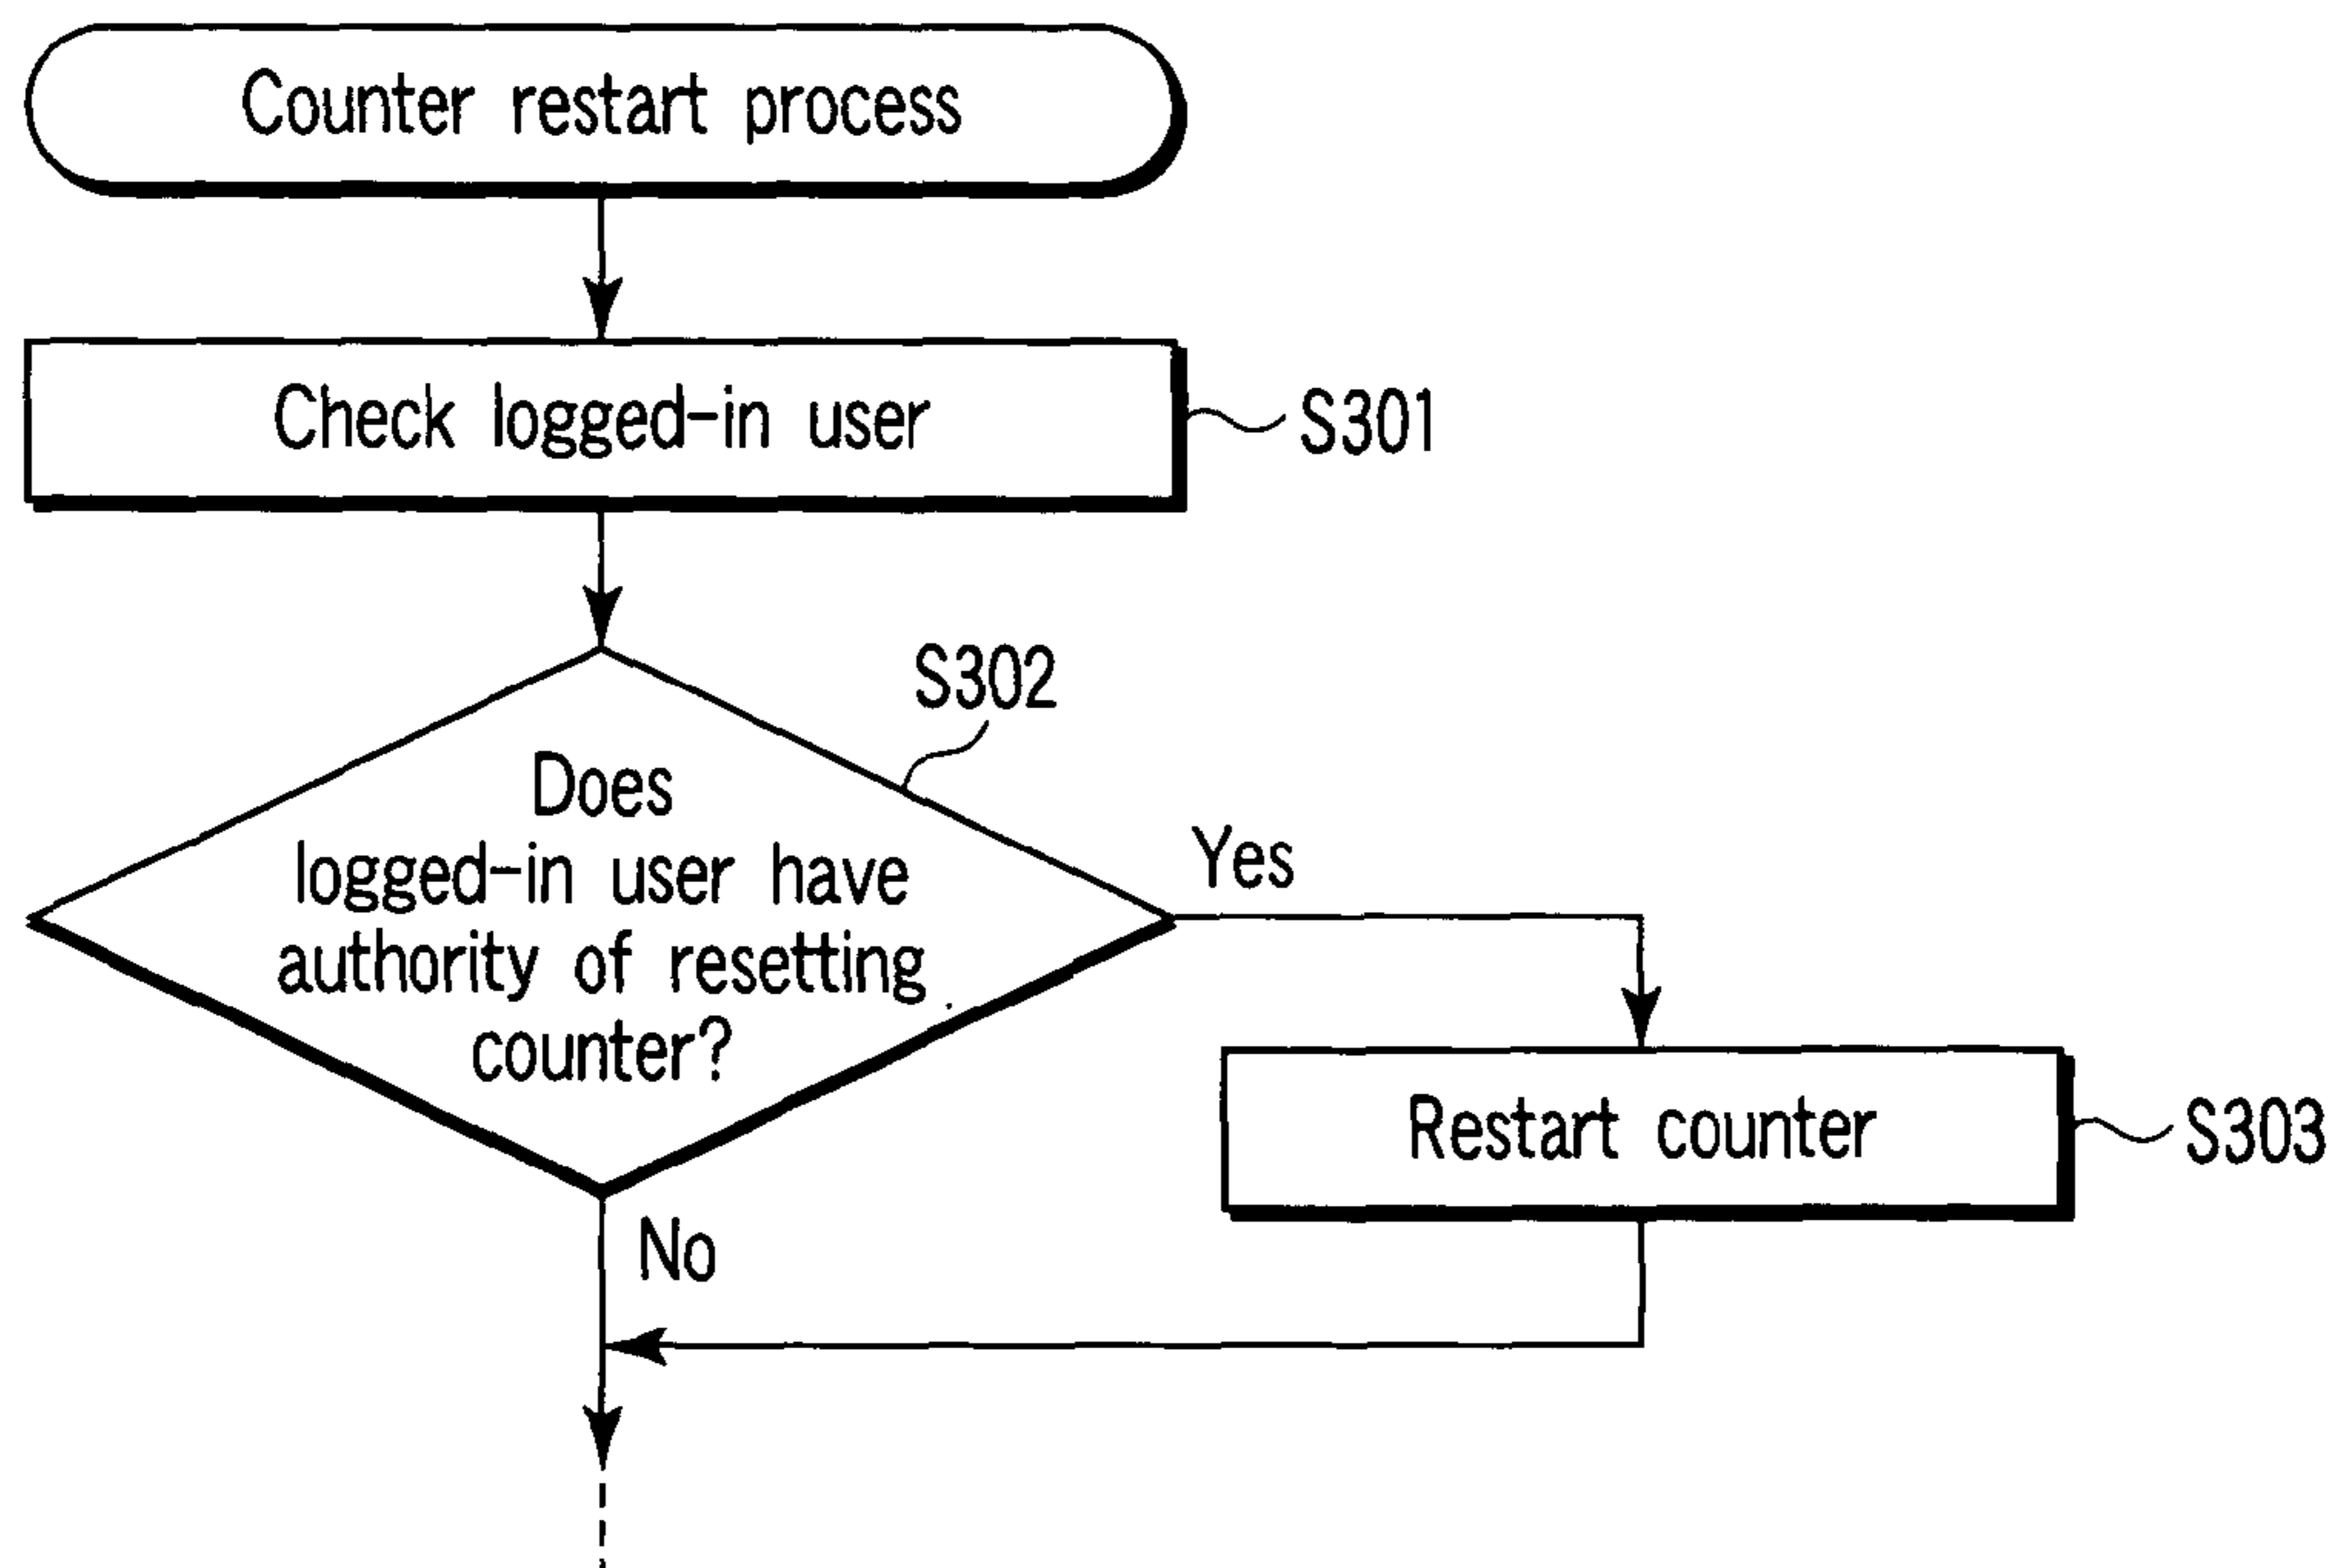 Counter restart process
Check logged-in user
S301
S302
Does
logged-in user have
authority of resetting
counter?
Yes
Restart counter
S303
No